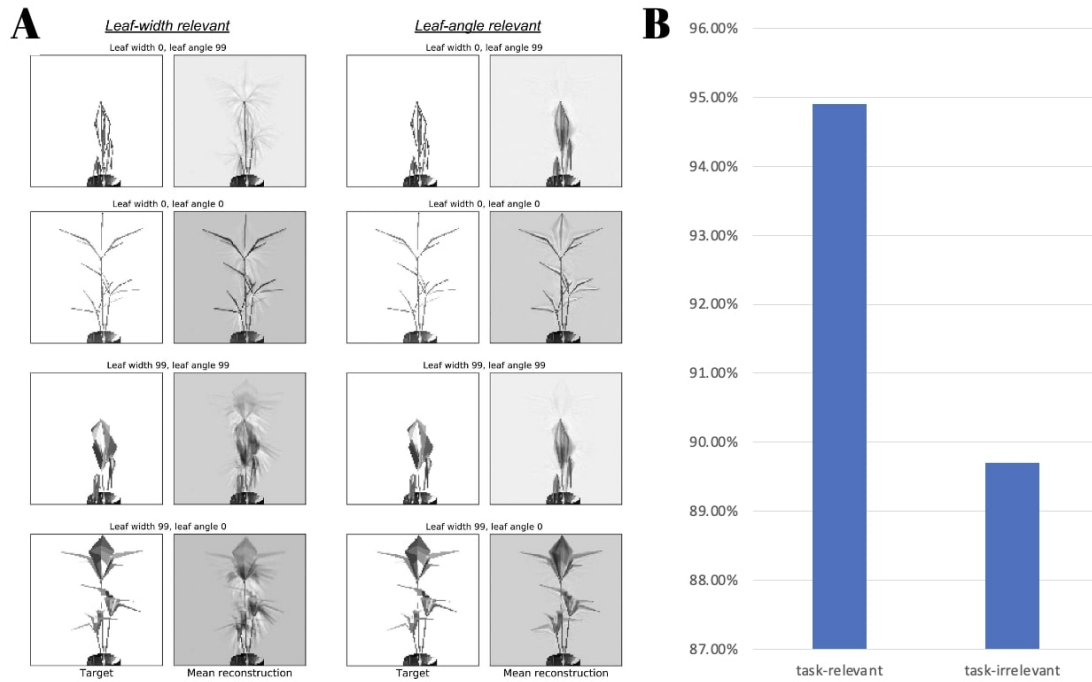 A
Leaf-width relevant
Leaf-angle relevant
Leaf width 0, leaf angle 99
Leaf width 0, leaf angle 99
Leaf width 0, leaf angle 0
Leaf width 0, leaf angle 0
Leaf width 99, leaf angle 99
Leaf width 99, leaf angle 99
Leaf width 99, leaf angle 0
Leaf width 99, leaf angle 0
Target
Mean reconstruction
Target
Mean reconstruction
B
96.00%
95.00%
94.00%
93.00%
92.00%
91.00%
90.00%
89.00%
88.00%
87.00%
task-relevant
task-irrelevant